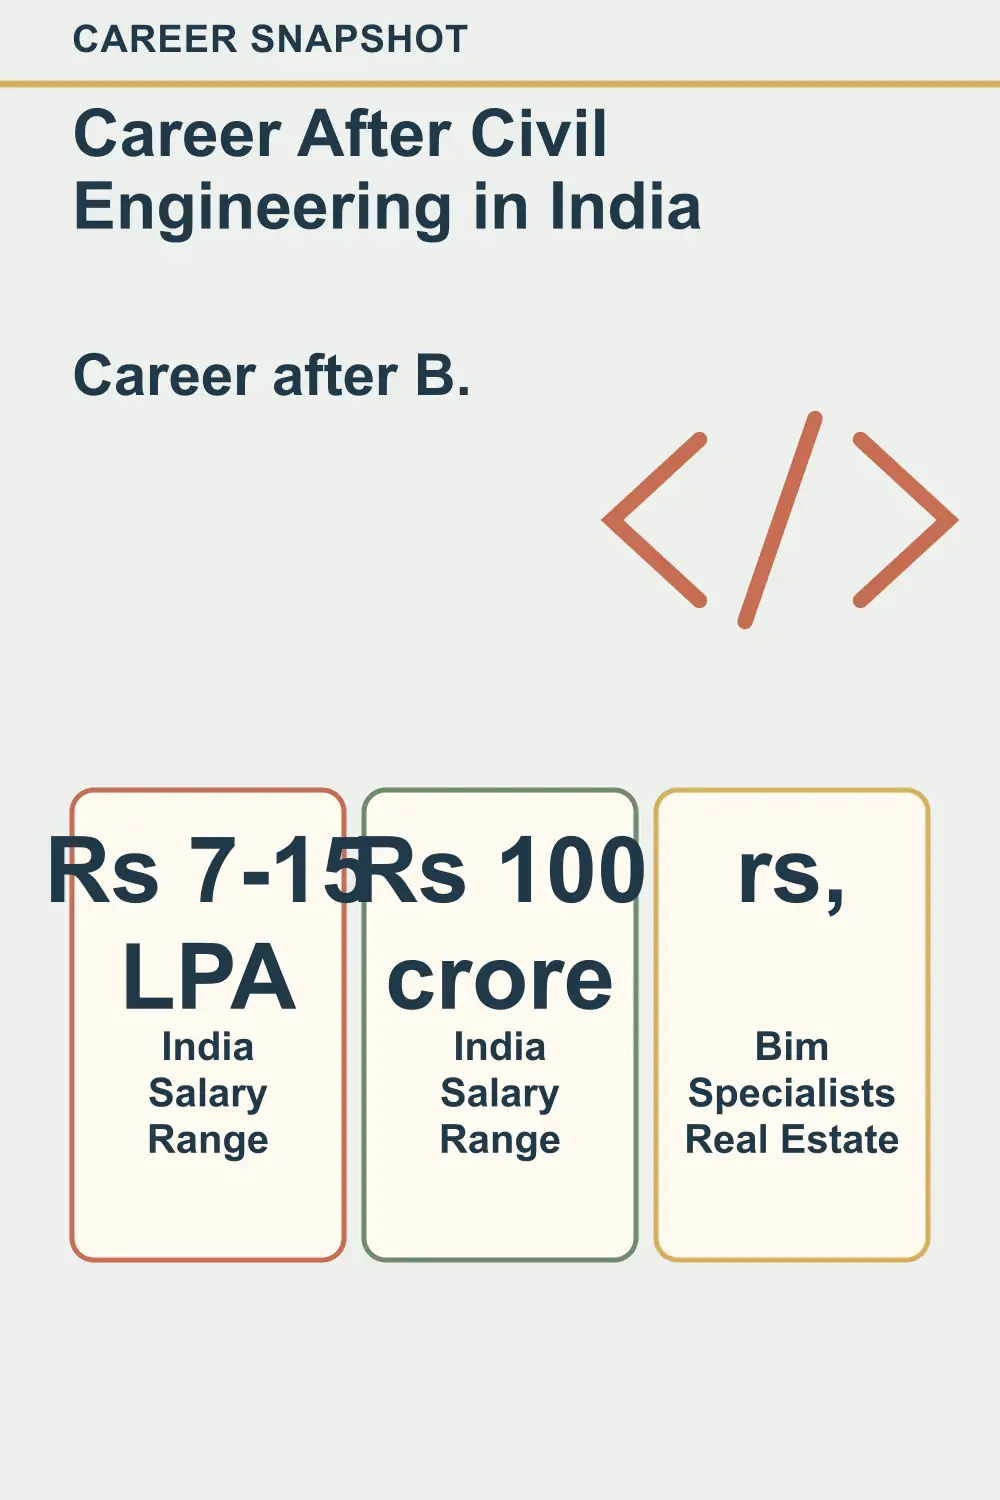 CAREER SNAPSHOT
Career After Civil
Engineering in India
Career after B.
Rs 7-15
LPA
India
Salary
Range
Rs 100
crore
India
Salary
Range
rs,
Bim
Specialists
Real Estate